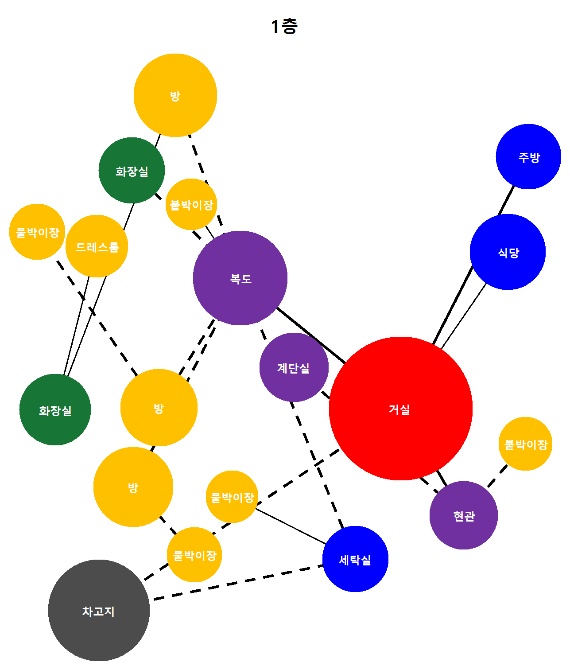 1층
방
주방
화장실
붙박이장
붙박이장
드레스룸
식당
복도
계단실
방
화장실
거실
붙박이장
방
붙박이장
현관
붙박이장
세탁실
차고지